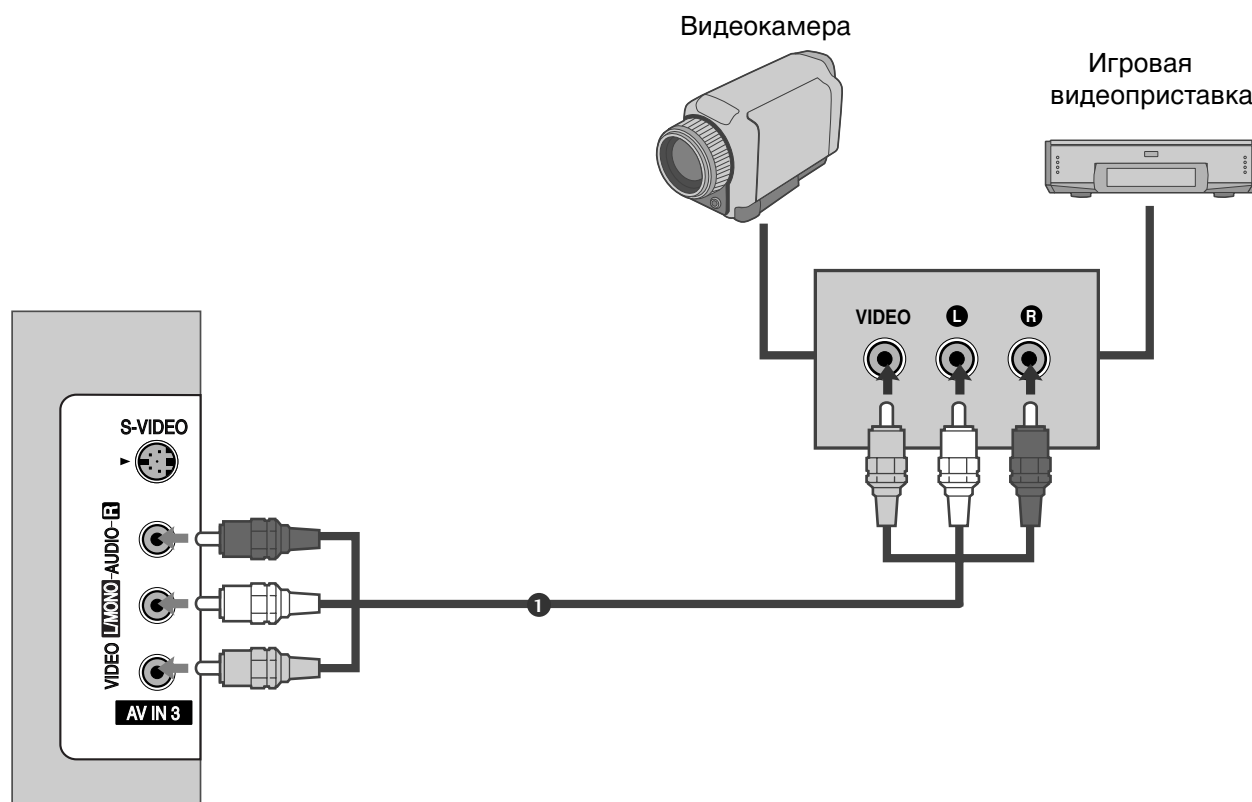 Видеокамера
Игровая
видеоприставка
VIDEO L R
S-VIDEO
VIDEO L/MONO-AUDIO-R
1
AV IN 3